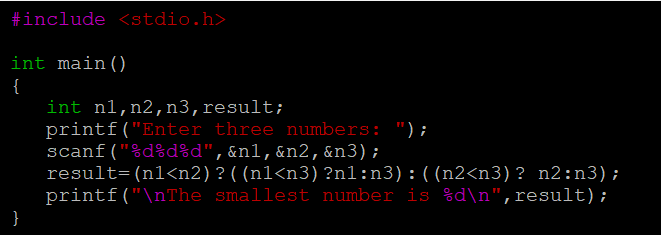 #include <stdio.h>
int main()
{
int n1,n2,n3,result;
printf("Enter three numbers: ");
scanf("%d%d%d",&n1,&n2,&n3);
result=(n1<n2)?((n1<n3)?n1:n3):((n2<n3)? n2:n3);
printf("\nThe smallest number is %d\n",result);
}